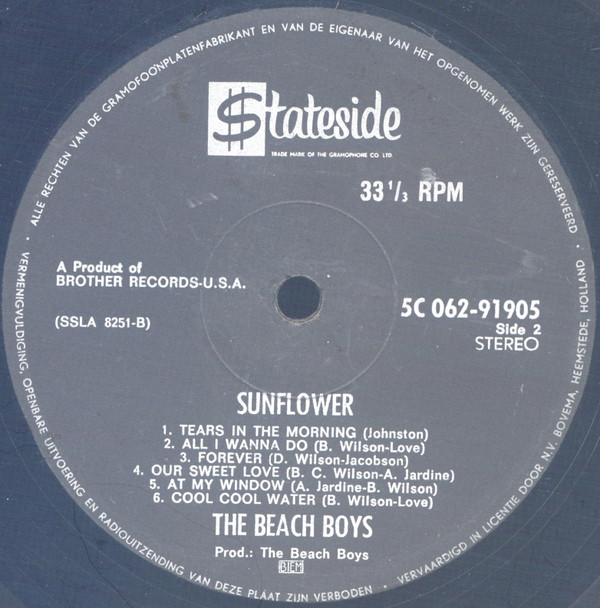 ALLE RECHTEN VAN DE GRAMOFOONPLATENFABRIKANT EN VAN DE EIGENAAR VAN HET OPGENOMEN WERK ZIJN GERESERVEERD ·
$tateside
TRADE MARK OF THE GRAMOPHONE CO LTD
33 1/3 RPM
A Product of
BROTHER RECORDS-U.S.A.
(SSLA 8251-B)
5C 062-91905
Side 2
STEREO
SUNFLOWER
1. TEARS IN THE MORNING (Johnston)
2. ALL I WANNA DO (B. Wilson-Love)
3. FOREVER (D. Wilson-Jacobson)
4. OUR SWEET LOVE (B. C. Wilson-A. Jardine)
5. AT MY WINDOW (A. Jardine-B. Wilson)
6. COOL COOL WATER (B. Wilson-Love)
THE BEACH BOYS
Prod.: The Beach Boys
BIEM
VERMENIGVULDIGING, OPENBARE UITVOERING EN RADIOUITZENDING VAN DEZE PLAAT ZIJN VERBODEN ·
VERVAARDIGD IN LICENTIE DOOR N.V. BOVEMA, HEEMSTEDE, HOLLAND